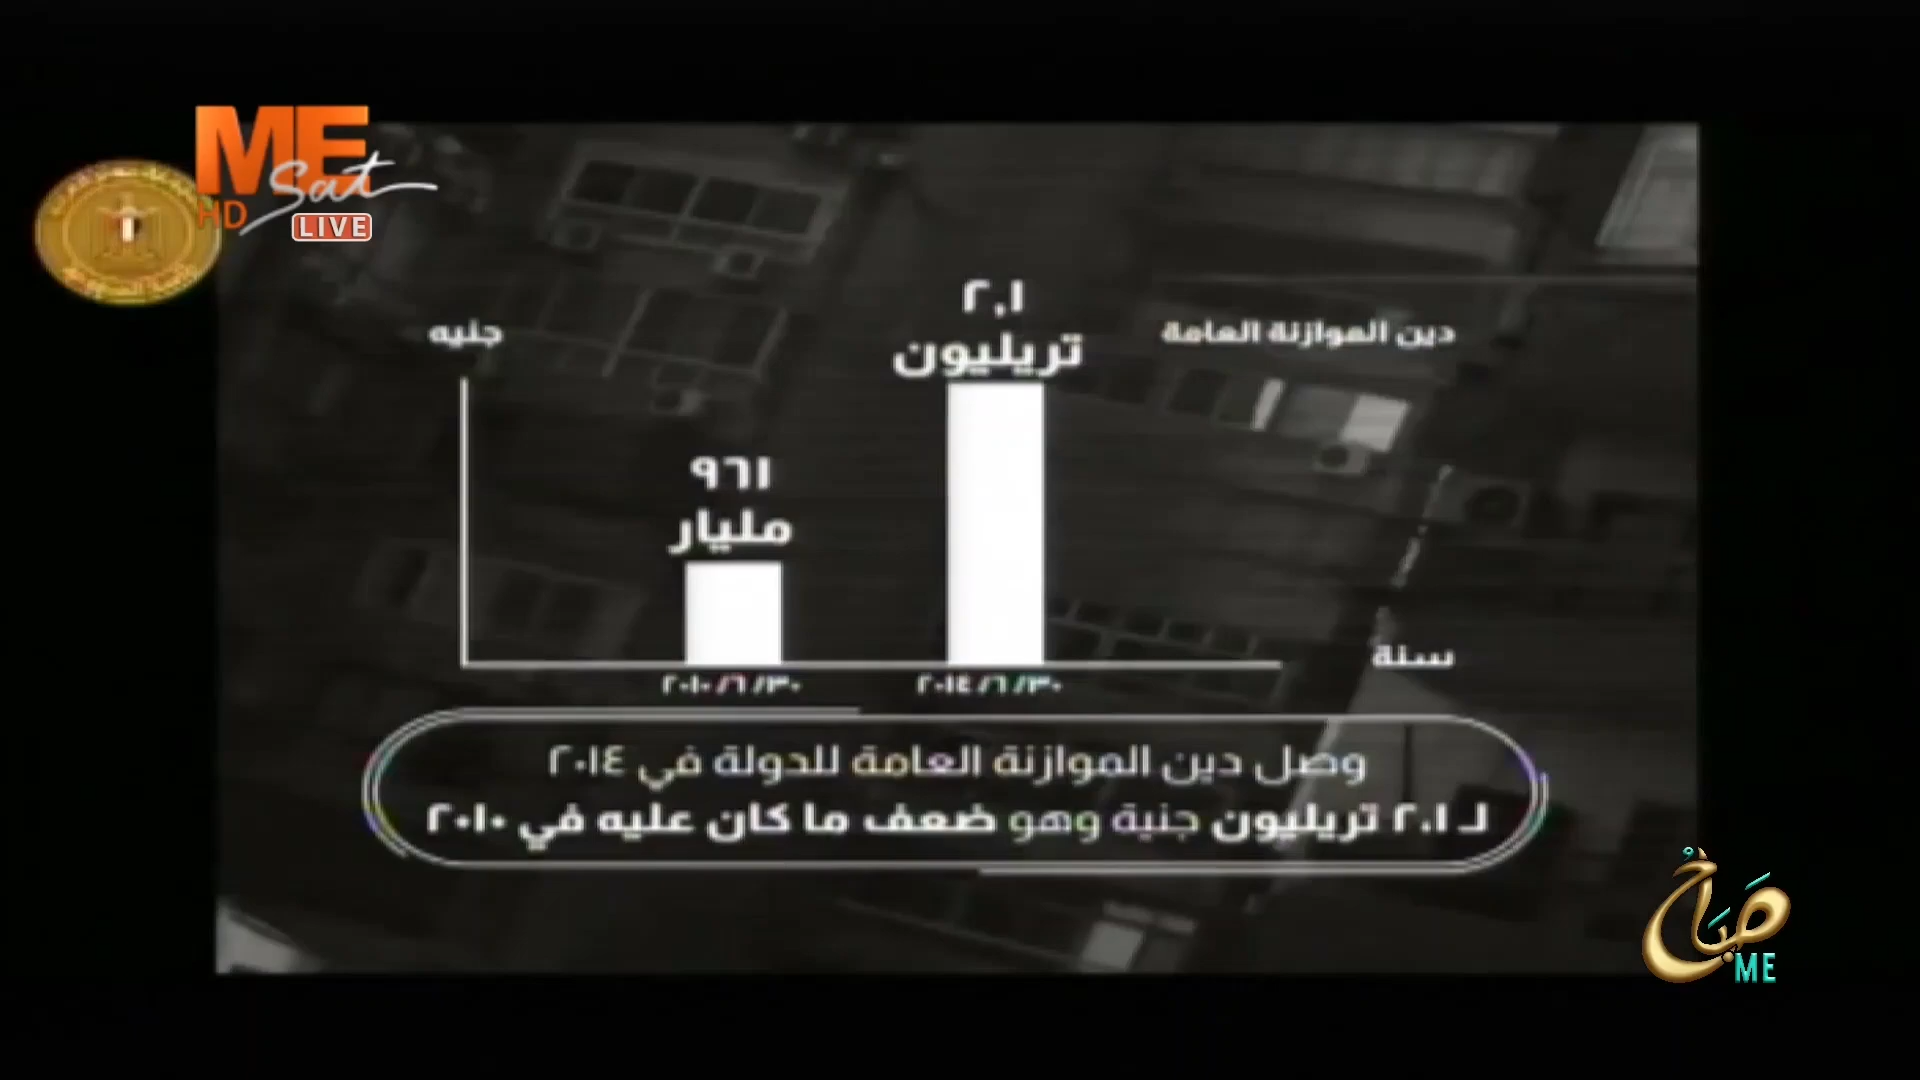 ME
Sat
HD
LIVE
دين الموازنة العامة
جنيه
٢,١
تريليون
٩٦١
مليار
سنة
٢٠١٠/٦/٣٠
٢٠١٤/٦/٣٠
وصل دين الموازنة العامة للدولة في ٢٠١٤
لـ ٢.١ تريليون جنية وهو ضعف ما كان عليه في ٢٠١٠
صباح
ME